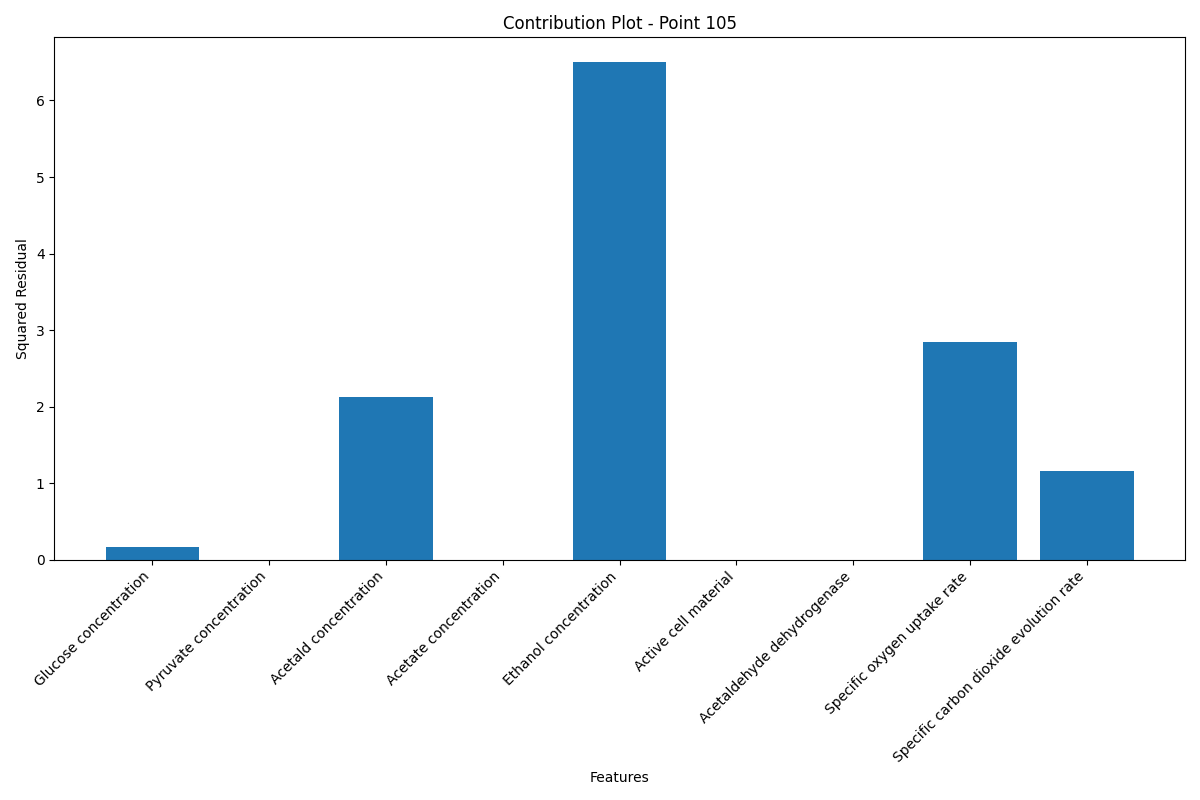 Contribution Plot - Point 105
Squared Residual
6
5
4
3
2
1
0
Glucose concentration
Pyruvate concentration
Acetald concentration
Acetate concentration
Ethanol concentration
Active cell material
Acetaldehyde dehydrogenase
Specific oxygen uptake rate
Specific carbon dioxide evolution rate
Features